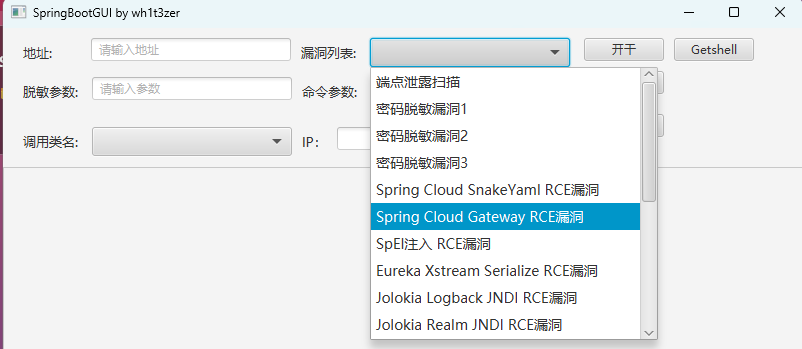 SpringBootGUI by wh1t3zer
地址: 请输入地址 漏洞列表: 开干 Getshell
脱敏参数: 请输入参数 命令参数:
调用类名: IP:
端点泄露扫描
密码脱敏漏洞1
密码脱敏漏洞2
密码脱敏漏洞3
Spring Cloud SnakeYaml RCE漏洞
Spring Cloud Gateway RCE漏洞
SpEl注入 RCE漏洞
Eureka Xstream Serialize RCE漏洞
Jolokia Logback JNDI RCE漏洞
Jolokia Realm JNDI RCE漏洞